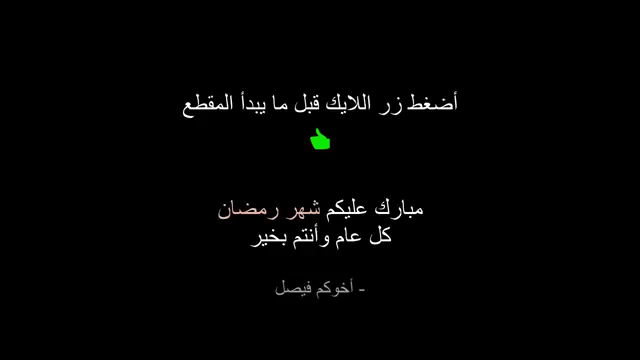 أضغط زر اللايك قبل ما يبدأ المقطع
مبارك عليكم شهر رمضان
كل عام وأنتم بخير
- أخوكم فيصل